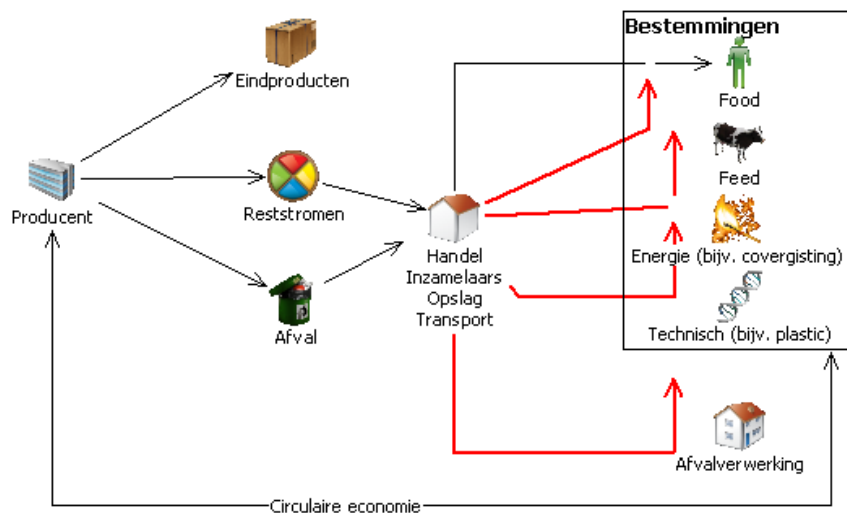 Bestemmingen
Eindproducten
Food
Producent
Reststromen
Feed
Handel
Inzamelaars
Opslag
Transport
Energie (bijv. covergisting)
Afval
Technisch (bijv. plastic)
Afvalverwerking
Circulaire economie